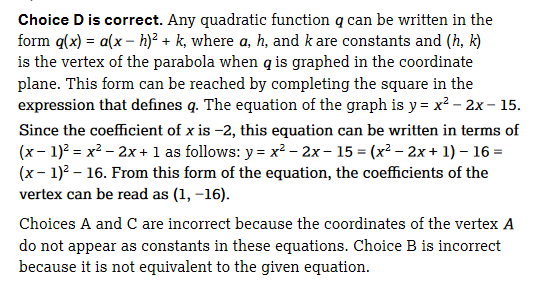 Choice D is correct. Any quadratic function q can be written in the
form q(x) = a(x – h)² + k, where a, h, and k are constants and (h, k)
is the vertex of the parabola when q is graphed in the coordinate
plane. This form can be reached by completing the square in the
expression that defines q. The equation of the graph is y = x² – 2x – 15.
Since the coefficient of x is –2, this equation can be written in terms of
(x – 1)² = x² – 2x + 1 as follows: y = x² – 2x – 15 = (x² – 2x + 1) – 16 =
(x – 1)² – 16. From this form of the equation, the coefficients of the
vertex can be read as (1, –16).
Choices A and C are incorrect because the coordinates of the vertex A
do not appear as constants in these equations. Choice B is incorrect
because it is not equivalent to the given equation.